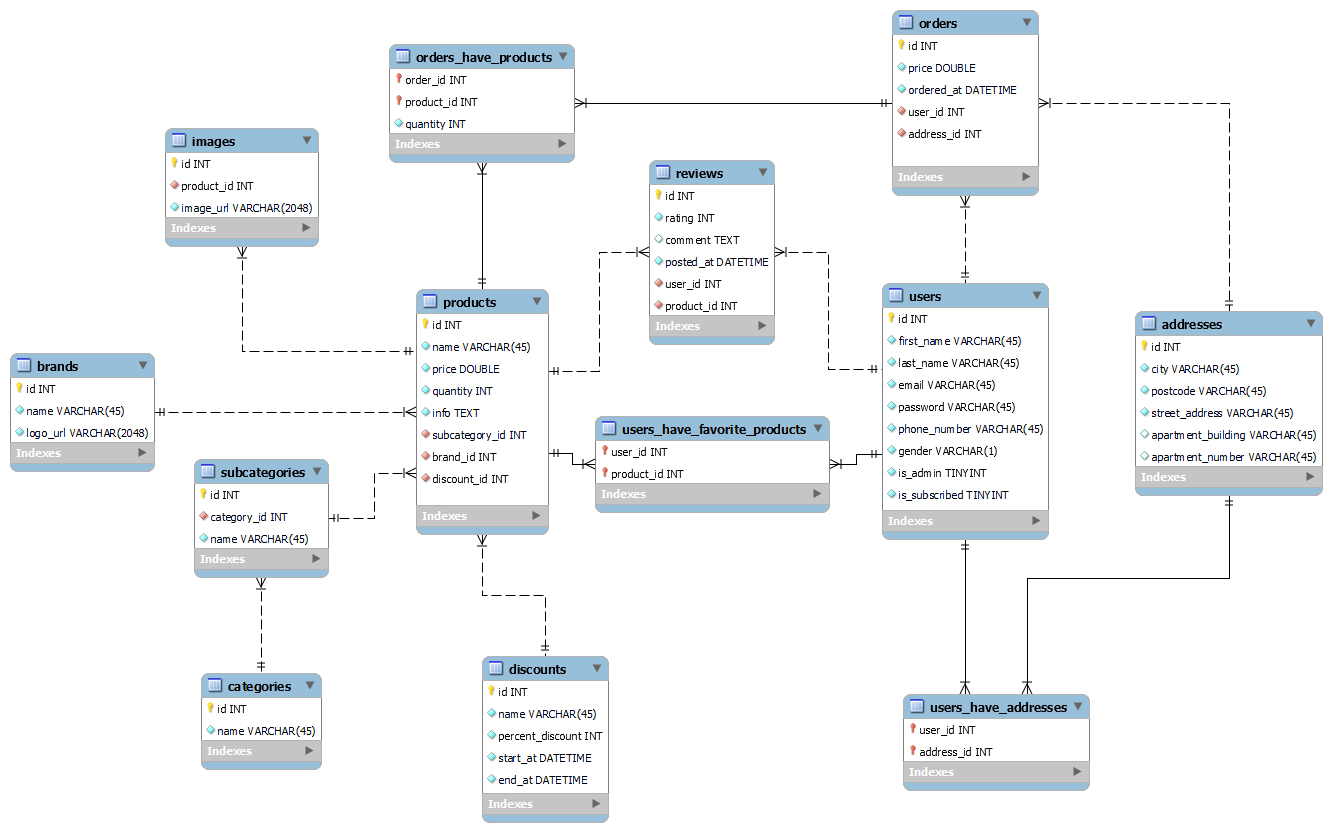 orders
id INT
price DOUBLE
ordered_at DATETIME
user_id INT
address_id INT
Indexes
orders_have_products
order_id INT
product_id INT
quantity INT
Indexes
images
id INT
product_id INT
image_url VARCHAR(2048)
Indexes
reviews
id INT
rating INT
comment TEXT
posted_at DATETIME
user_id INT
product_id INT
Indexes
products
id INT
name VARCHAR(45)
price DOUBLE
quantity INT
info TEXT
subcategory_id INT
brand_id INT
discount_id INT
Indexes
users
id INT
first_name VARCHAR(45)
last_name VARCHAR(45)
email VARCHAR(45)
password VARCHAR(45)
phone_number VARCHAR(45)
gender VARCHAR(1)
is_admin TINYINT
is_subscribed TINYINT
Indexes
addresses
id INT
city VARCHAR(45)
postcode VARCHAR(45)
street_address VARCHAR(45)
apartment_building VARCHAR(45)
apartment_number VARCHAR(45)
Indexes
brands
id INT
name VARCHAR(45)
logo_url VARCHAR(2048)
Indexes
users_have_favorite_products
user_id INT
product_id INT
Indexes
subcategories
id INT
category_id INT
name VARCHAR(45)
Indexes
categories
id INT
name VARCHAR(45)
Indexes
discounts
id INT
name VARCHAR(45)
percent_discount INT
start_at DATETIME
end_at DATETIME
Indexes
users_have_addresses
user_id INT
address_id INT
Indexes